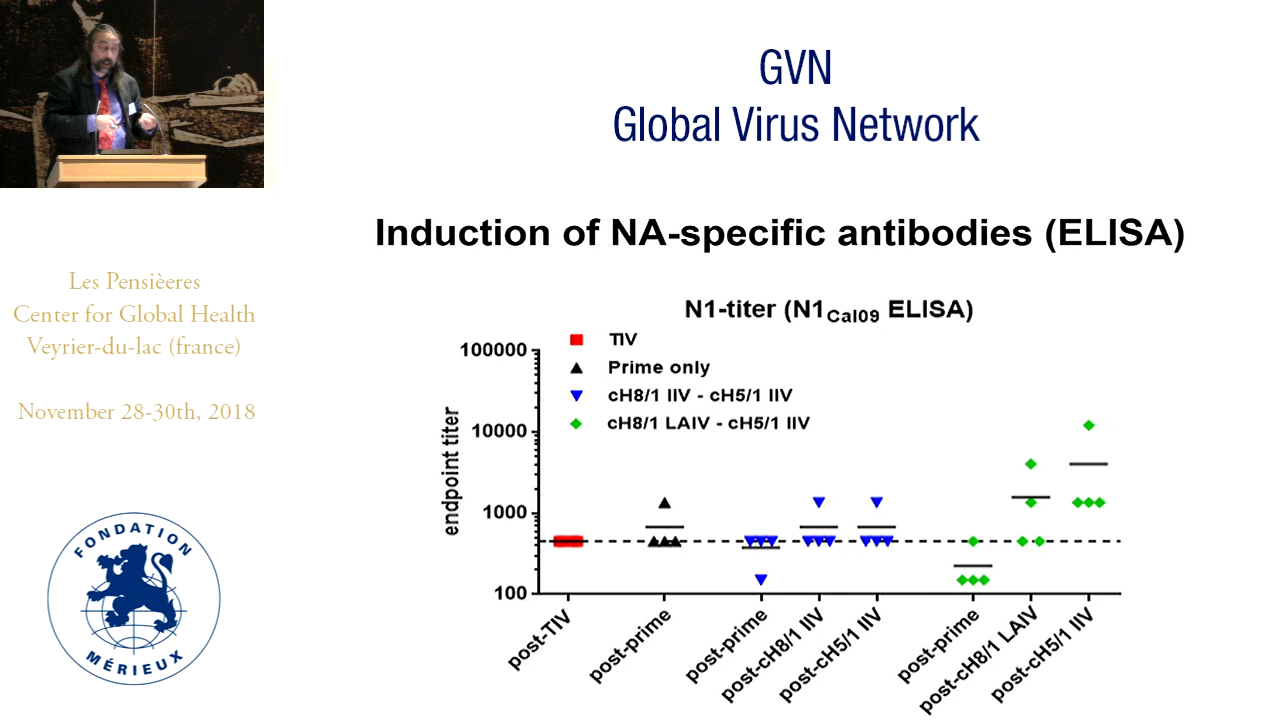 GVN
Global Virus Network
Les Pensièeres
Center for Global Health
Veyrier-du-lac (france)
November 28-30th, 2018
FONDATION
MÉRIEUX
Induction of NA-specific antibodies (ELISA)
N1-titer (N1Cal09 ELISA)
TIV
Prime only
cH8/1 IIV - cH5/1 IIV
cH8/1 LAIV - cH5/1 IIV
endpoint titer
100000
10000
1000
100
post-TIV
post-prime
post-prime
post-cH8/1 IIV
post-cH5/1 IIV
post-prime
post-cH8/1 LAIV
post-cH5/1 IIV